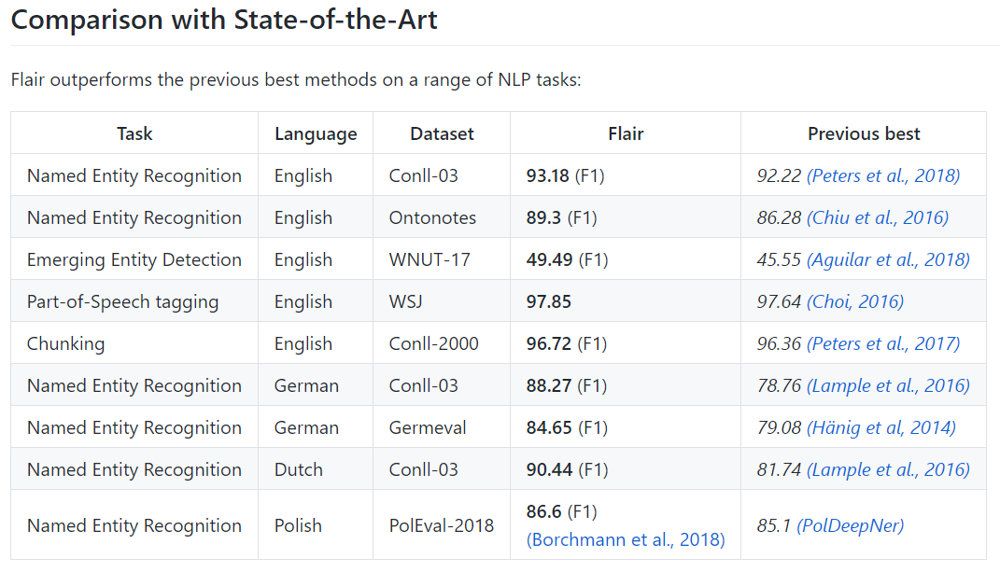 Comparison with State-of-the-Art
Flair outperforms the previous best methods on a range of NLP tasks:
Task Language Dataset Flair Previous best
Named Entity Recognition English Conll-03 93.18 (F1) 92.22 (Peters et al., 2018)
Named Entity Recognition English Ontonotes 89.3 (F1) 86.28 (Chiu et al., 2016)
Emerging Entity Detection English WNUT-17 49.49 (F1) 45.55 (Aguilar et al., 2018)
Part-of-Speech tagging English WSJ 97.85 97.64 (Choi, 2016)
Chunking English Conll-2000 96.72 (F1) 96.36 (Peters et al., 2017)
Named Entity Recognition German Conll-03 88.27 (F1) 78.76 (Lample et al., 2016)
Named Entity Recognition German Germeval 84.65 (F1) 79.08 (Hänig et al, 2014)
Named Entity Recognition Dutch Conll-03 90.44 (F1) 81.74 (Lample et al., 2016)
Named Entity Recognition Polish PolEval-2018 86.6 (F1) 85.1 (PolDeepNer)
(Borchmann et al., 2018)